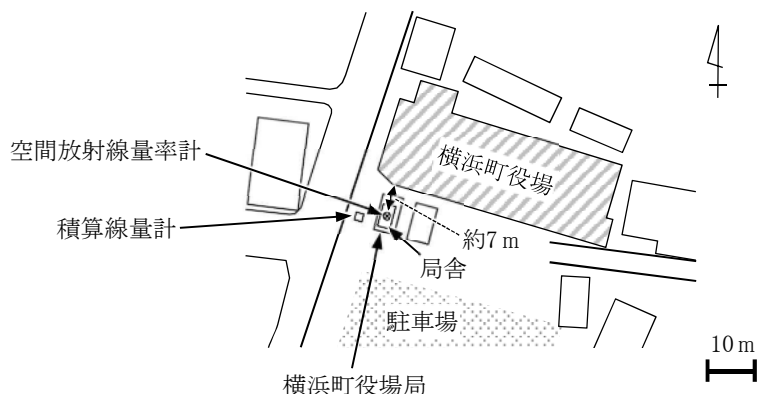 空間放射線量率計
横浜町役場
積算線量計
約7 m
局舎
駐車場
10 m
横浜町役場局